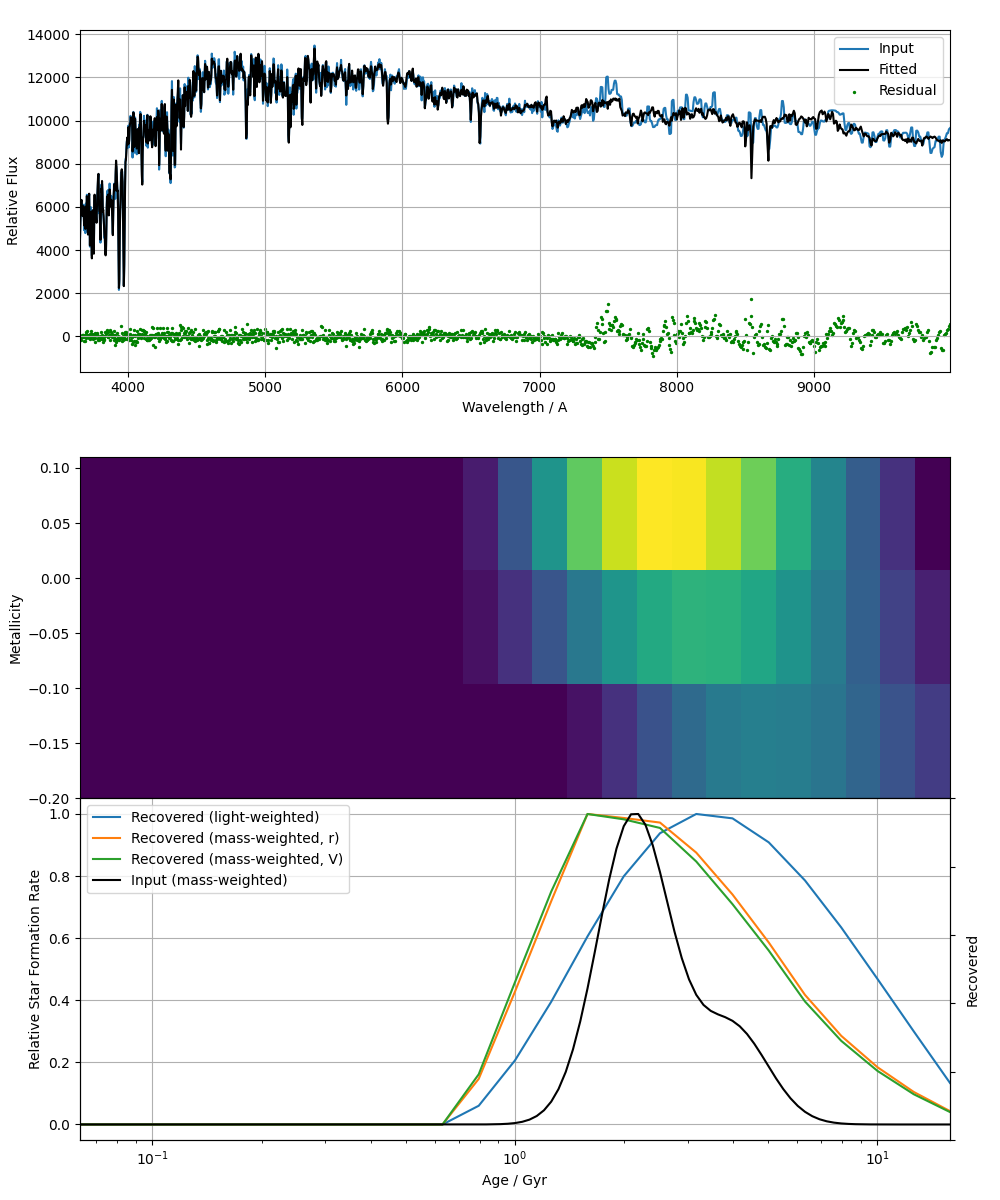 14000
12000
10000
8000
6000
4000
2000
0
Relative Flux
Input
Fitted
Residual
4000 5000 6000 7000 8000 9000
Wavelength / A
0.10
0.05
0.00
−0.05
−0.10
−0.15
−0.20
Metallicity
1.0
0.8
0.6
0.4
0.2
0.0
Relative Star Formation Rate
Recovered (light-weighted)
Recovered (mass-weighted, r)
Recovered (mass-weighted, V)
Input (mass-weighted)
Recovered
10⁻¹ 10⁰ 10¹
Age / Gyr